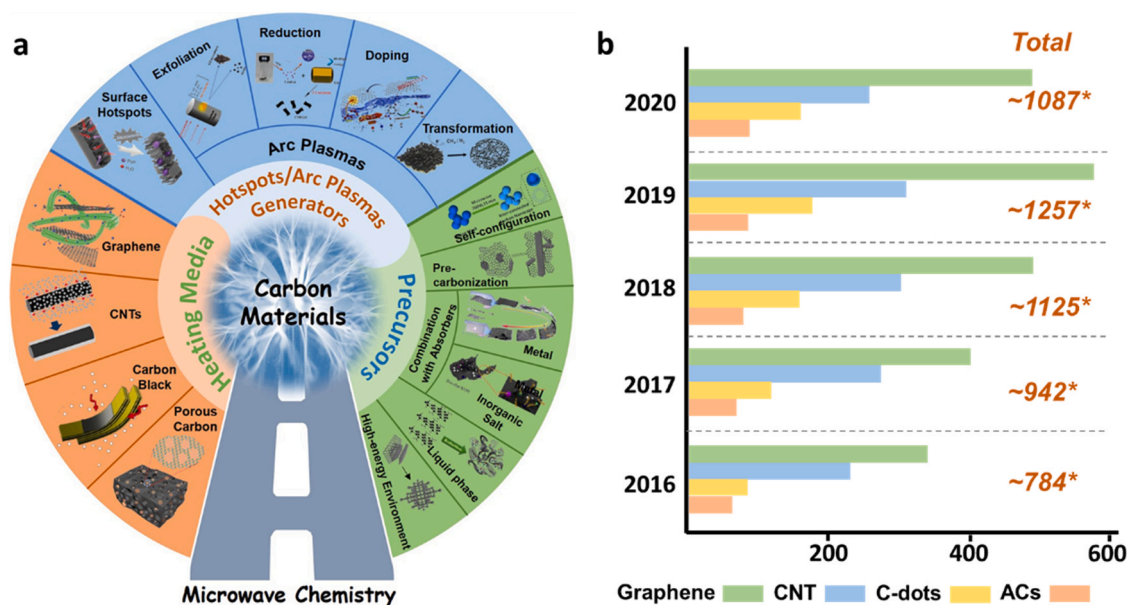 a
Exfoliation
Reduction
Doping
Surface
Hotspots
Transformation
Arc Plasmas
Hotspots/Arc Plasmas
Generators
Graphene
CNTs
Carbon
Black
Porous
Carbon
Heating Media
Carbon
Materials
Precursors
Self-configuration
Pre-
carbonization
Combination
with Absorbers
Metal
Inorganic
Salt
Liquid phase
High-energy Environment
Microwave Chemistry
b
Total
2020
~1087*
2019
~1257*
2018
~1125*
2017
~942*
2016
~784*
200
400
600
Graphene
CNT
C-dots
ACs